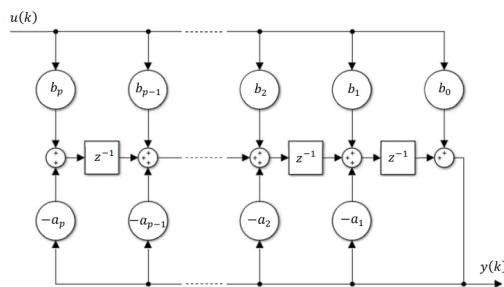 u(k)
b_p b_{p-1} b_2 b_1 b_0
+ + z^{-1} + + + + z^{-1} + + z^{-1} + +
-a_p -a_{p-1} -a_2 -a_1
y(k)